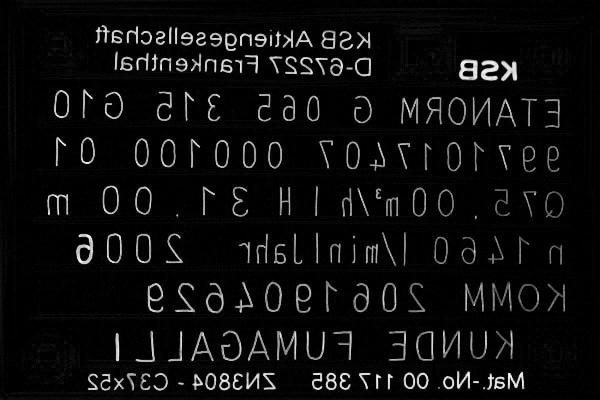 KSB Aktiengesellschaft
D-67227 Frankenthal
KSB
ETANORM G 065 315 G10
9971017407 000100 01
Q75.00m³/h | H 31.00 m
n 1460 l/min|Jahr 2006
KOMM 2061904629
KUNDE FUMAGALLI
Mat.-No. 00 117 385 ZN3804 - C37x52